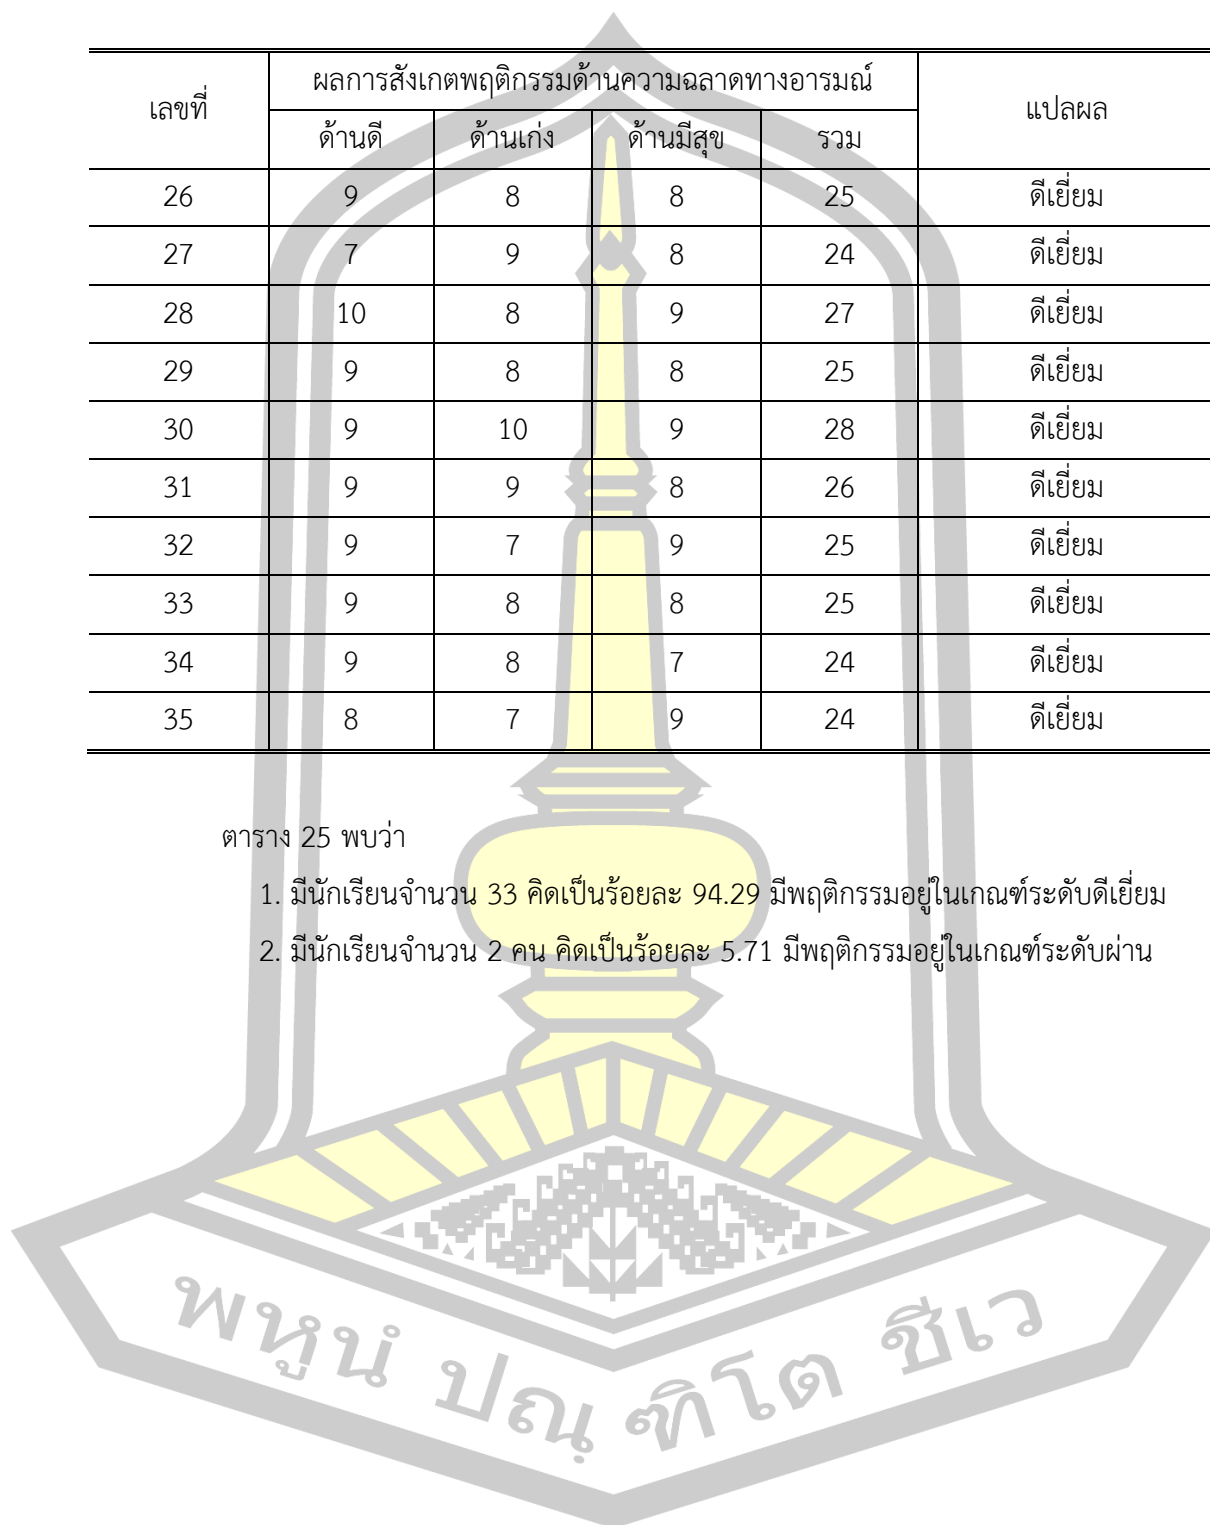 เลขที่ ผลการสังเกตพฤติกรรมด้านความฉลาดทางอารมณ์ แปลผล
ด้านดี ด้านเก่ง ด้านมีสุข รวม
26 9 8 8 25 ดีเยี่ยม
27 7 9 8 24 ดีเยี่ยม
28 10 8 9 27 ดีเยี่ยม
29 9 8 8 25 ดีเยี่ยม
30 9 10 9 28 ดีเยี่ยม
31 9 9 8 26 ดีเยี่ยม
32 9 7 9 25 ดีเยี่ยม
33 9 8 8 25 ดีเยี่ยม
34 9 8 7 24 ดีเยี่ยม
35 8 7 9 24 ดีเยี่ยม
ตาราง 25 พบว่า
1. มีนักเรียนจำนวน 33 คิดเป็นร้อยละ 94.29 มีพฤติกรรมอยู่ในเกณฑ์ระดับดีเยี่ยม
2. มีนักเรียนจำนวน 2 คน คิดเป็นร้อยละ 5.71 มีพฤติกรรมอยู่ในเกณฑ์ระดับผ่าน
พหูนํ ปณฺฑิโต ชีเว